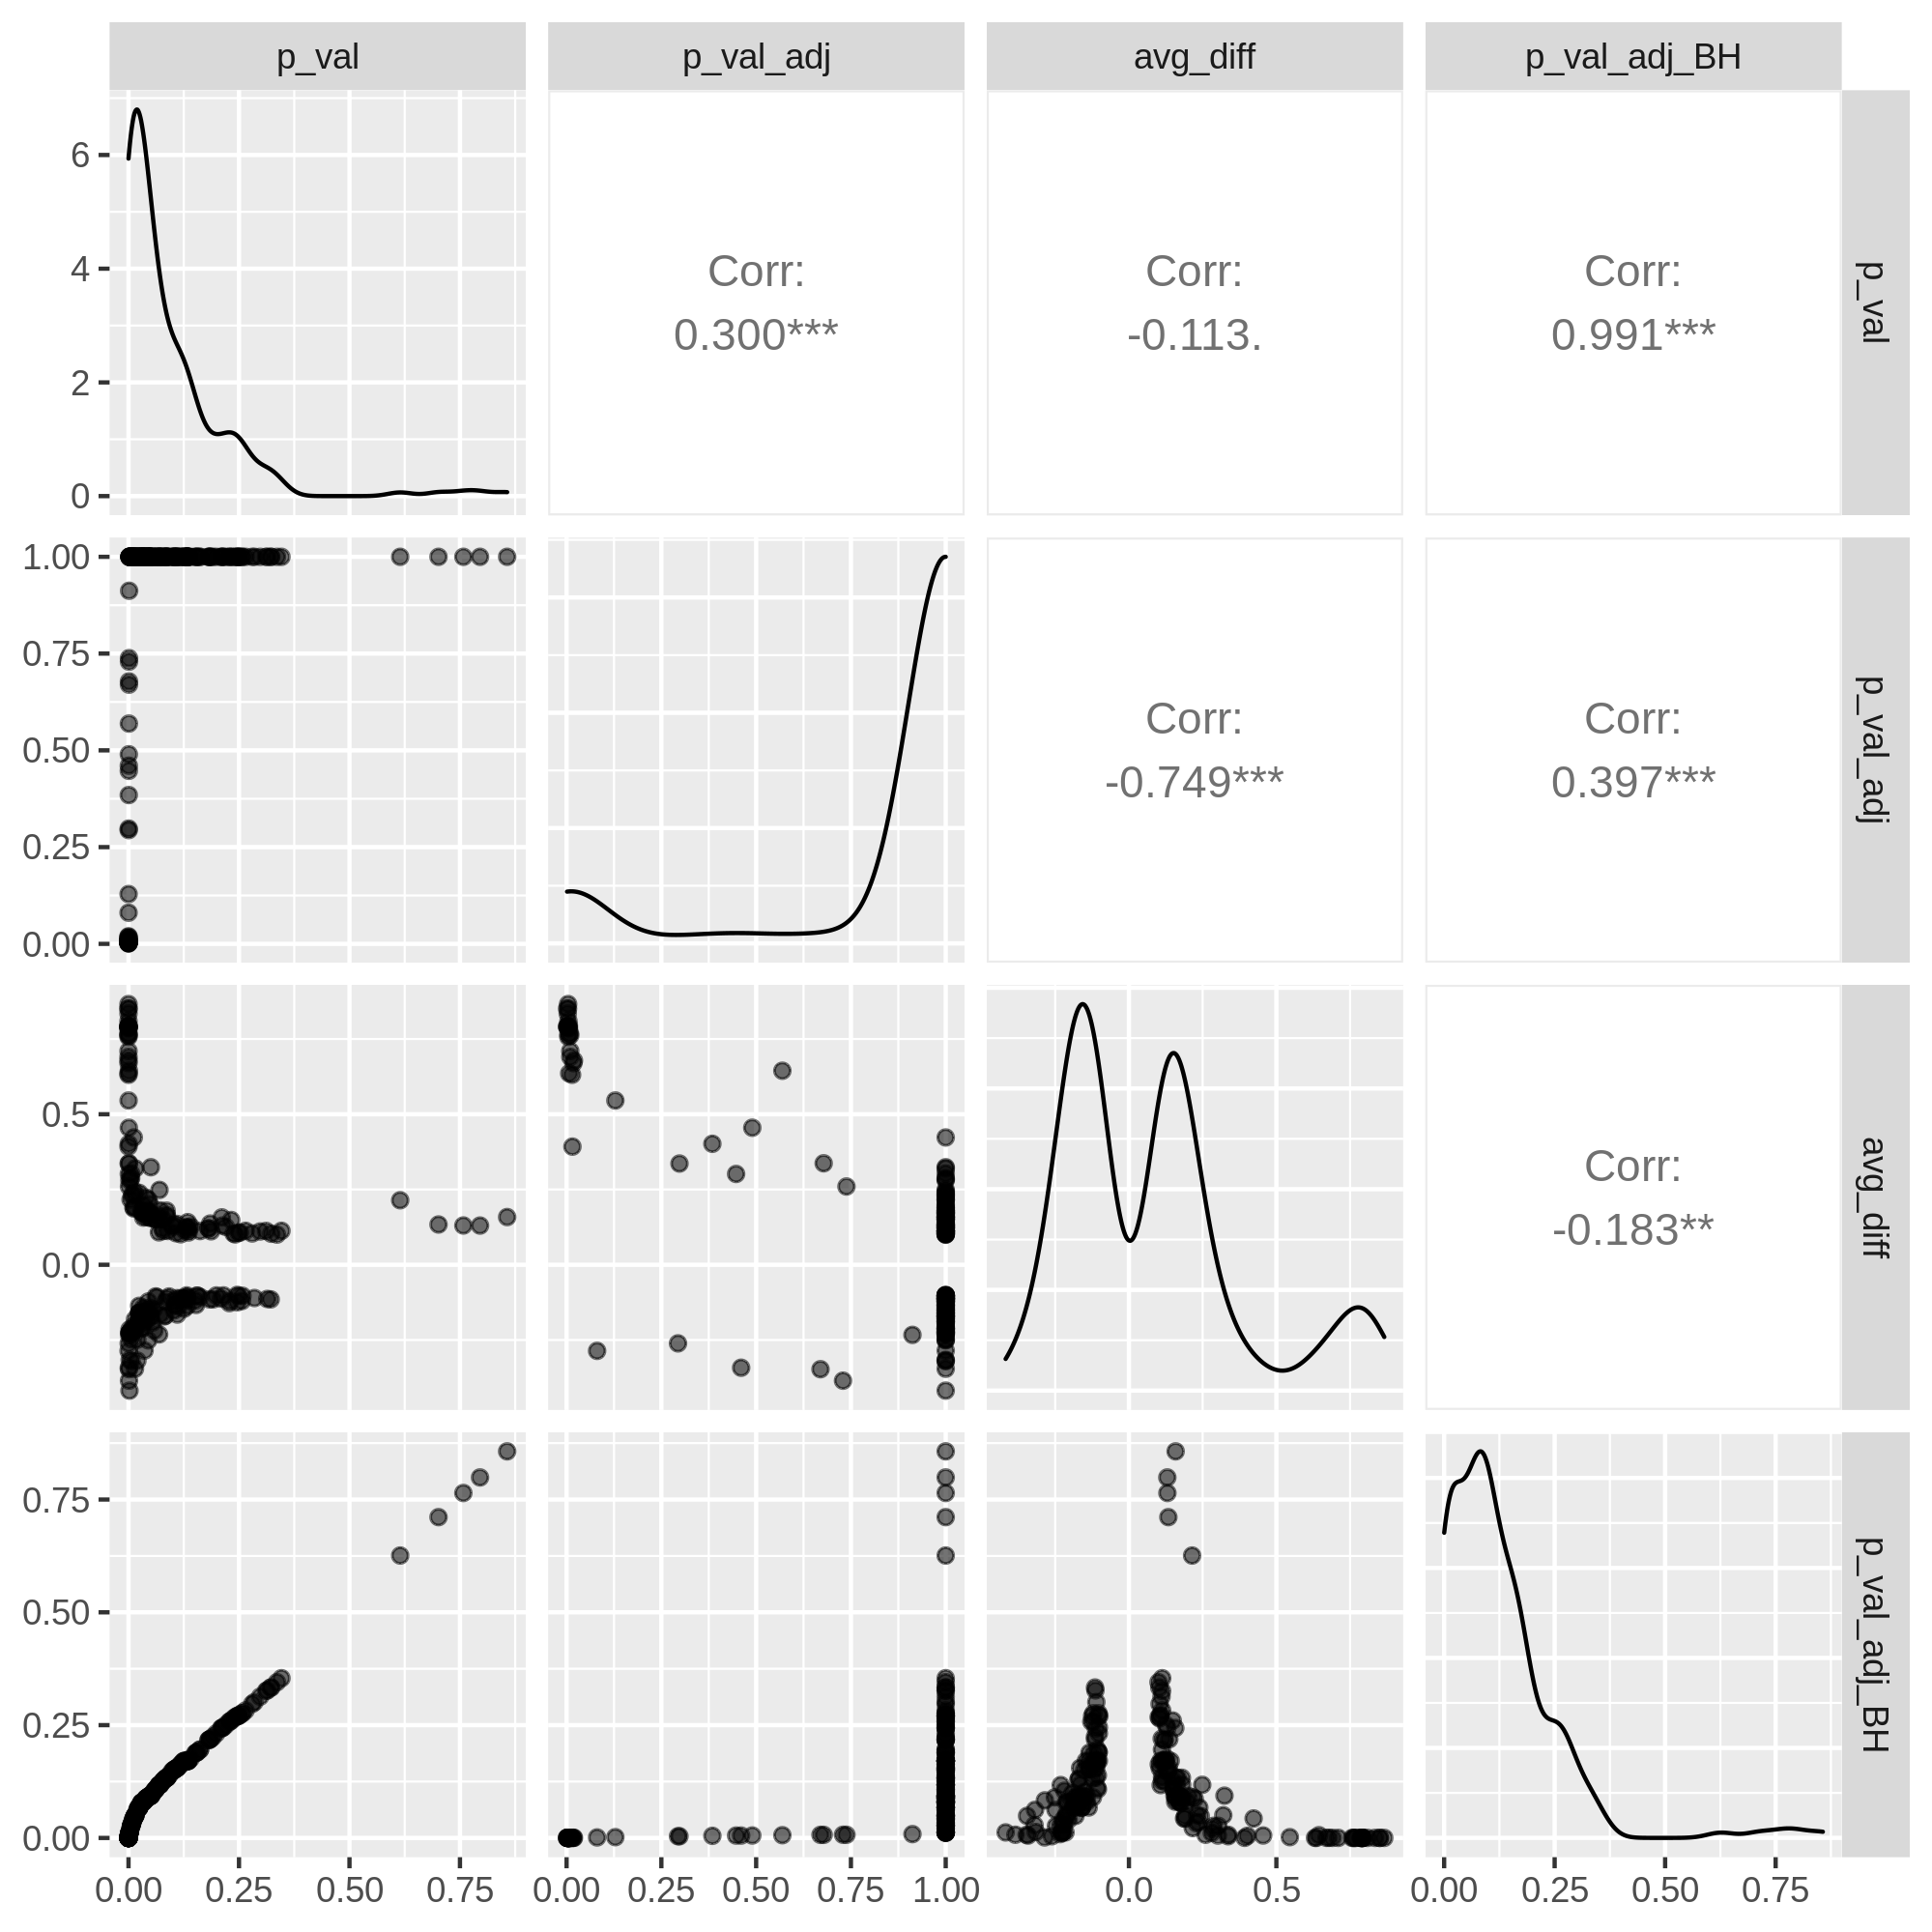 p_val p_val_adj avg_diff p_val_adj_BH
6
4
2
0
Corr:
0.300***
Corr:
-0.113.
Corr:
0.991***
p_val
1.00
0.75
0.50
0.25
0.00
Corr:
-0.749***
Corr:
0.397***
p_val_adj
0.5
0.0
Corr:
-0.183**
avg_diff
0.75
0.50
0.25
0.00
p_val_adj_BH
0.00 0.25 0.50 0.75 0.00 0.25 0.50 0.75 1.00 0.0 0.5 0.00 0.25 0.50 0.75